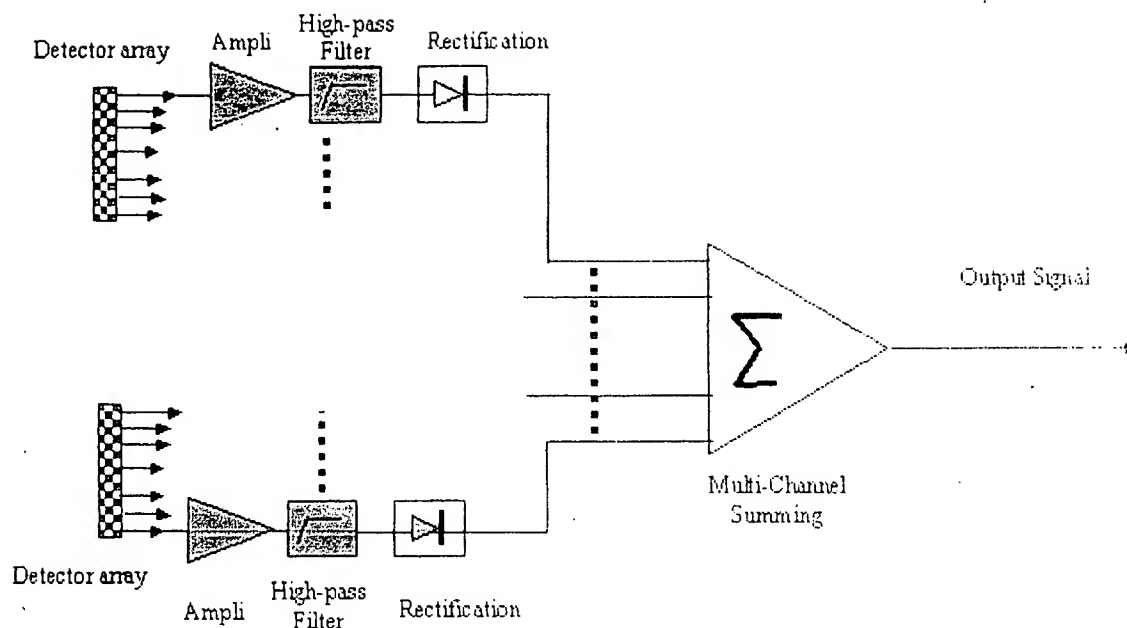 High-pass
Filter
Ampli
Rectification
Detector array
Output Signal
Σ
Multi-Channel
Summing
Detector array
Ampli
High-pass
Filter
Rectification